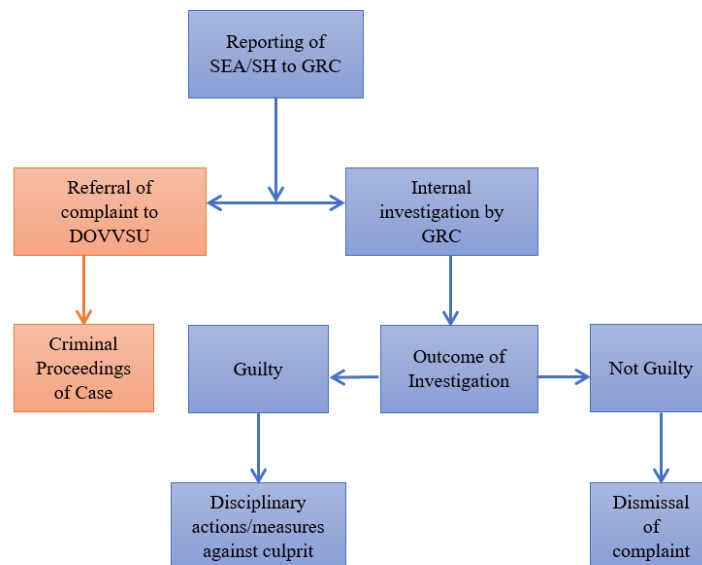 Reporting of
SEA/SH to GRC
Referral of
complaint to
DOVVSU
Internal
investigation by
GRC
Criminal
Proceedings
of Case
Guilty
Outcome of
Investigation
Not Guilty
Disciplinary
actions/measures
against culprit
Dismissal
of
complaint